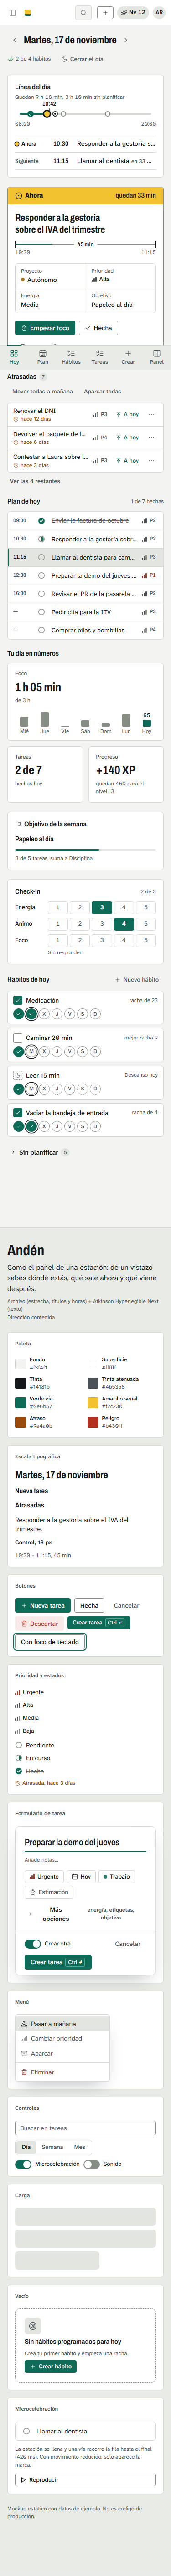 Nv 12
AR
Martes, 17 de noviembre
2 de 4 hábitos
Cerrar el día
Línea del día
Quedan 9 h 18 min, 3 h 10 min sin planificar
10:42
06:00
20:00
Ahora
10:30
Responder a la gestoría s...
Siguiente
11:15
Llamar al dentista en 33 ...
Ahora
quedan 33 min
Responder a la gestoría
sobre el IVA del trimestre
45 min
10:30
11:15
Proyecto
Autónomo
Prioridad
Alta
Energía
Media
Objetivo
Papeleo al día
Empezar foco
Hecha
Hoy
Plan
Hábitos
Tareas
Crear
Panel
Atrasadas 7
Mover todas a mañana
Aparcar todas
Renovar el DNI
hace 12 días
P3
A hoy
Devolver el paquete de l...
hace 6 días
P4
A hoy
Contestar a Laura sobre l...
hace 3 días
P3
A hoy
Ver las 4 restantes
Plan de hoy
1 de 7 hechas
09:00
Enviar la factura de octubre
P2
10:30
Responder a la gestoría sobr...
P2
11:15
Llamar al dentista para cam...
P3
12:00
Preparar la demo del jueves ...
P1
16:00
Revisar el PR de la pasarela ...
P2
—
Pedir cita para la ITV
P3
—
Comprar pilas y bombillas
P4
Tu día en números
Foco
1 h 05 min
de 3 h
65
Mié
Jue
Vie
Sáb
Dom
Lun
Hoy
Tareas
2 de 7
hechas hoy
Progreso
+140 XP
quedan 460 para el
nivel 13
Objetivo de la semana
Papeleo al día
3 de 5 tareas, suma a Disciplina
Check-in
2 de 3
Energía
1 2 3 4 5
Ánimo
1 2 3 4 5
Foco
1 2 3 4 5
Sin responder
Hábitos de hoy
Nuevo hábito
Medicación
racha de 23
J V S D
Caminar 20 min
mejor racha 9
M X J V S D
Leer 15 min
Descanso hoy
M X J V S D
Vaciar la bandeja de entrada
racha de 4
J V S D
Sin planificar 5
Andén
Como el panel de una estación: de un vistazo
sabes dónde estás, qué sale ahora y qué viene
después.
Archivo (estrecha, títulos y horas) + Atkinson Hyperlegible Next
(texto)
Dirección contenida
Paleta
Fondo
Superficie
#ffffff
Tinta
#14181b
Tinta atenuada
#4b5358
Verde vía
#0e6b57
Amarillo señal
#f2c230
Ocaso
#9a4a0b
Peligro
Escala tipográfica
Martes, 17 de noviembre
Nueva tarea
Atrasadas
Responder a la gestoría sobre el IVA del
trimestre.
Control, 13 px
10:30 – 11:15, 45 min
Botones
Nueva tarea
Hecha
Cancelar
Descartar
Crear tarea Ctrl ⏎
Con foco de teclado
Prioridad y estados
Urgente
Alta
Media
Baja
Pendiente
En curso
Hecha
Atrasada, hace 3 días
Formulario de tarea
Preparar la demo del jueves
Añade notas...
Urgente
Hoy
Trabajo
Estimación
Más
opciones
energía, etiquetas,
objetivo
Crear otra
Cancelar
Crear tarea Ctrl ⏎
Menú
Pasar a mañana
Cambiar prioridad
Aparcar
Eliminar
Controles
Buscar en tareas
Día
Semana
Mes
Microcelebración
Sonido
Carga
Vacío
Sin hábitos programados para hoy
Crea tu primer hábito y empieza una racha.
Crear hábito
Microcelebración
Llamar al dentista
La estación se llena y una vía recorre la fila hasta el final
(420 ms). Con movimiento reducido, solo aparece la
marca.
Reproducir
Mockup estático con datos de ejemplo. No es código de
producción.